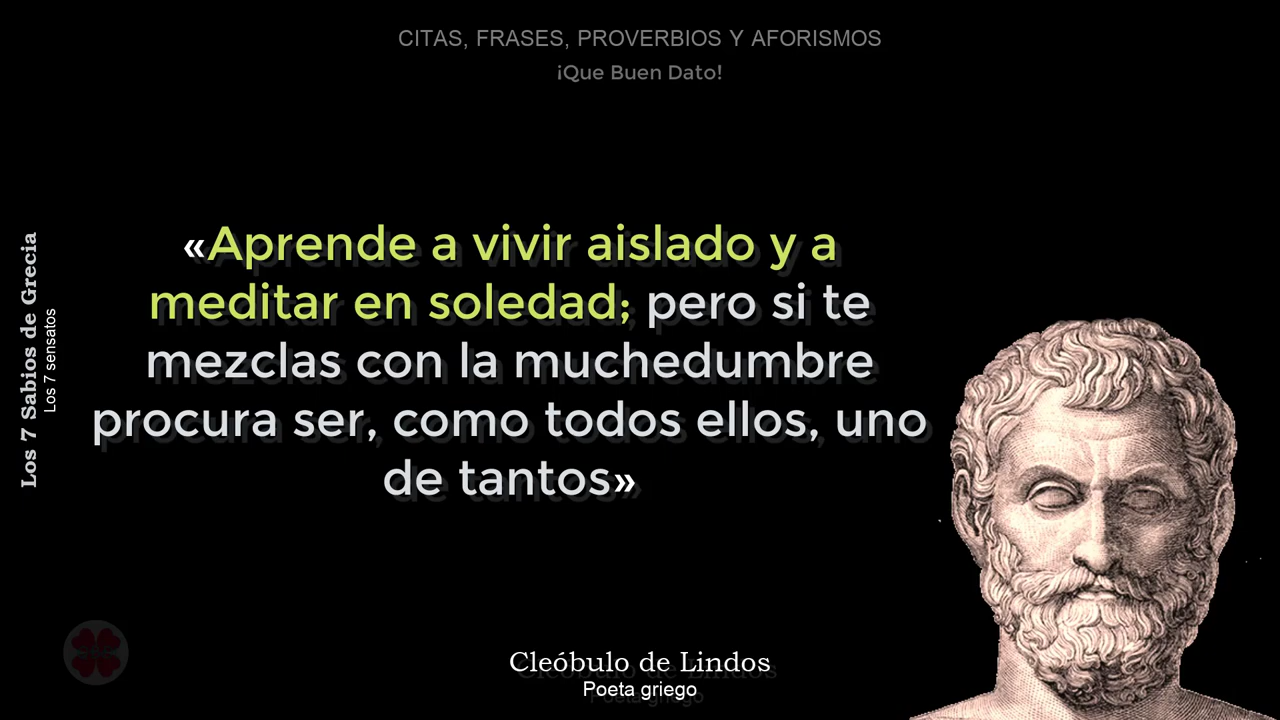 CITAS, FRASES, PROVERBIOS Y AFORISMOS
¡Que Buen Dato!
Los 7 Sabios de Grecia
Los 7 sensatos
«Aprende a vivir aislado y a
meditar en soledad; pero si te
mezclas con la muchedumbre
procura ser, como todos ellos, uno
de tantos»
Cleóbulo de Lindos
Poeta griego